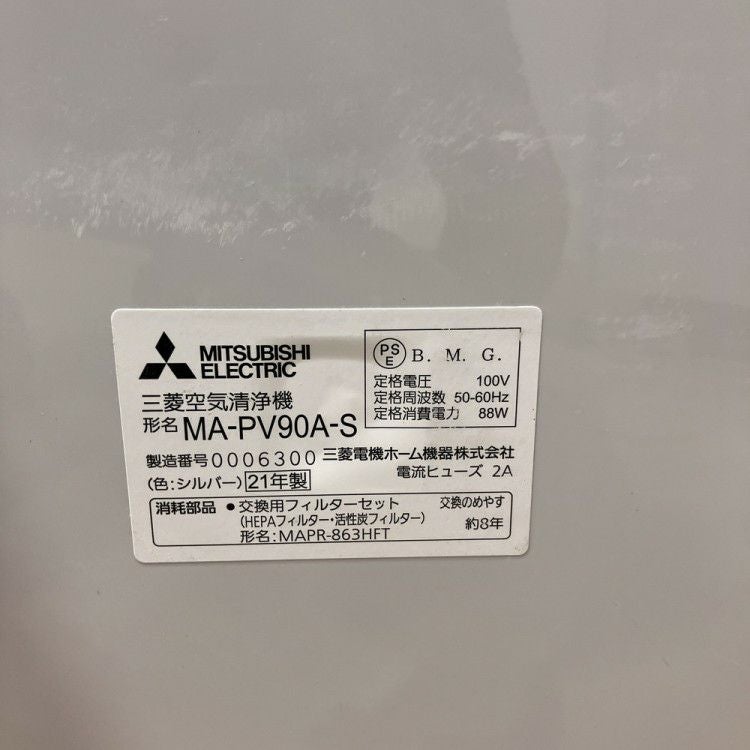 MITSUBISHI
ELECTRIC
三菱空気清浄機
形名 MA-PV90A-S
PSE B. M. G.
定格電圧 100V
定格周波数 50-60Hz
定格消費電力 88W
製造番号 0006300 三菱電機ホーム機器株式会社
(色:シルバー) 21年製 電流ヒューズ 2A
消耗部品 ●交換用フィルターセット 交換のめやす
(HEPAフィルター・活性炭フィルター) 約8年
形名:MAPR-863HFT